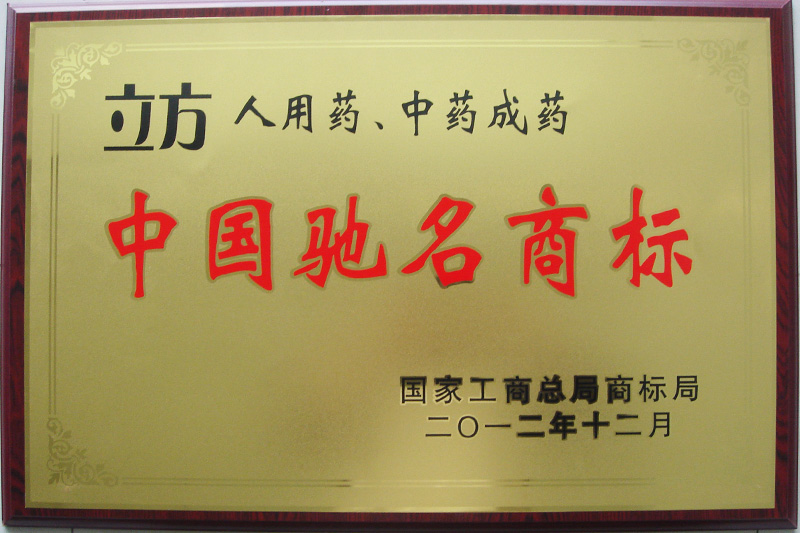 立方 人用药、中药成药
中国驰名商标
国家工商总局商标局
二〇一二年十二月